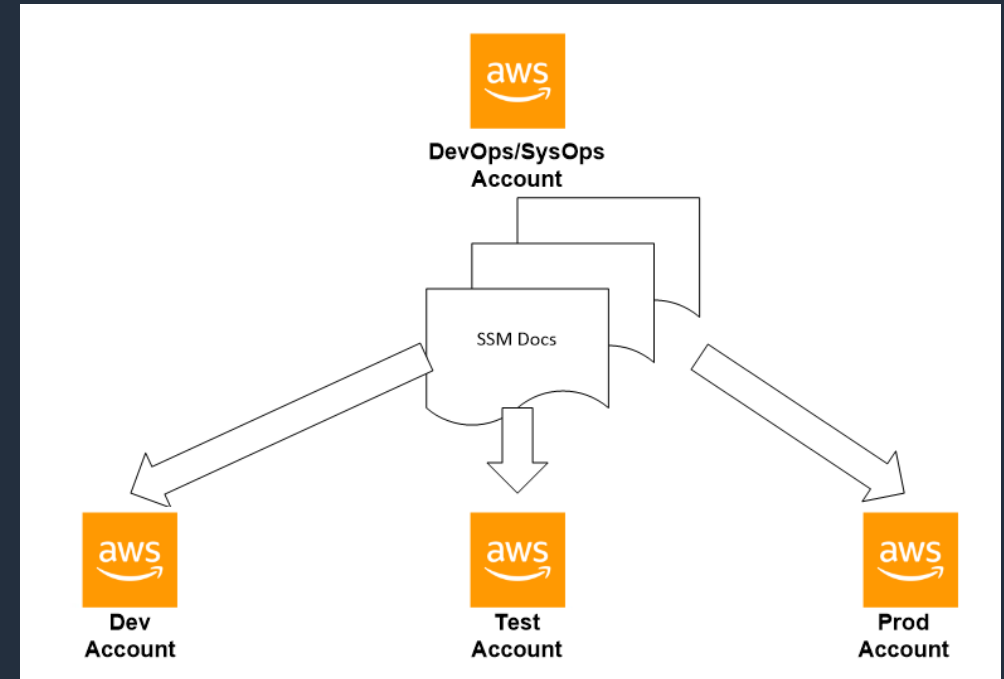 aws
DevOps/SysOps
Account
SSM Docs
aws
Dev
Account
aws
Test
Account
aws
Prod
Account